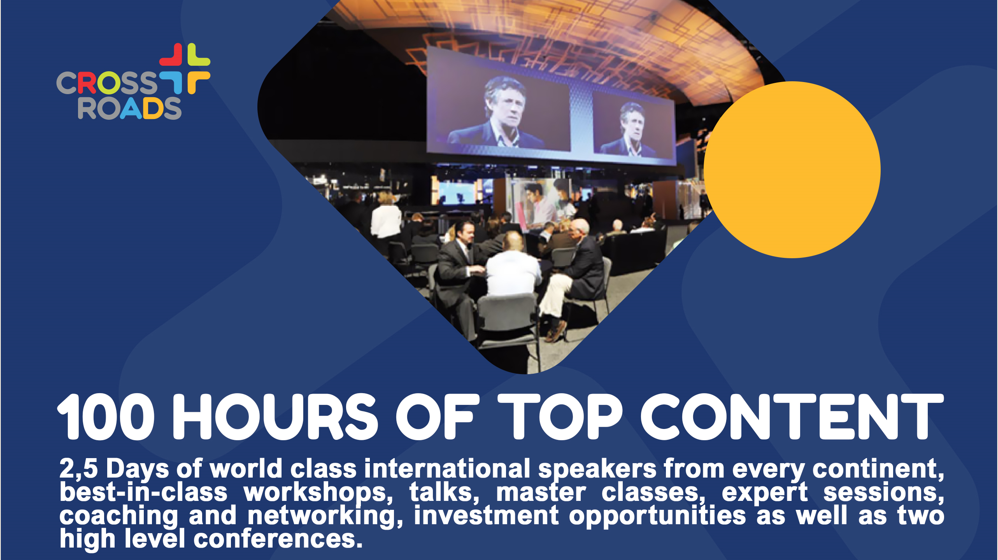 CROSS
ROADS
100 HOURS OF TOP CONTENT
2,5 Days of world class international speakers from every continent,
best-in-class workshops, talks, master classes, expert sessions,
coaching and networking, investment opportunities as well as two
high level conferences.